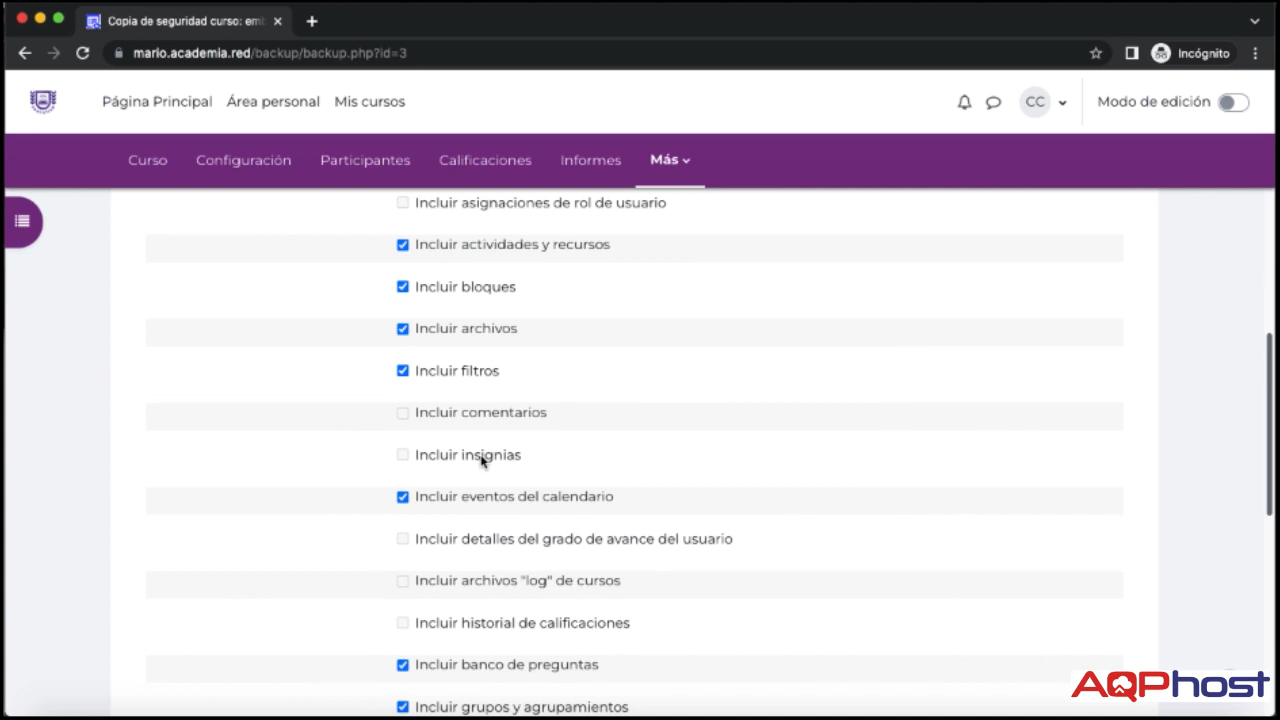 Copia de seguridad curso: emb
mario.academia.red/backup/backup.php?id=3
Incógnito
Página Principal Área personal Mis cursos
CC
Modo de edición
Curso Configuración Participantes Calificaciones Informes Más
Incluir asignaciones de rol de usuario
Incluir actividades y recursos
Incluir bloques
Incluir archivos
Incluir filtros
Incluir comentarios
Incluir insignias
Incluir eventos del calendario
Incluir detalles del grado de avance del usuario
Incluir archivos "log" de cursos
Incluir historial de calificaciones
Incluir banco de preguntas
Incluir grupos y agrupamientos
AQPhost